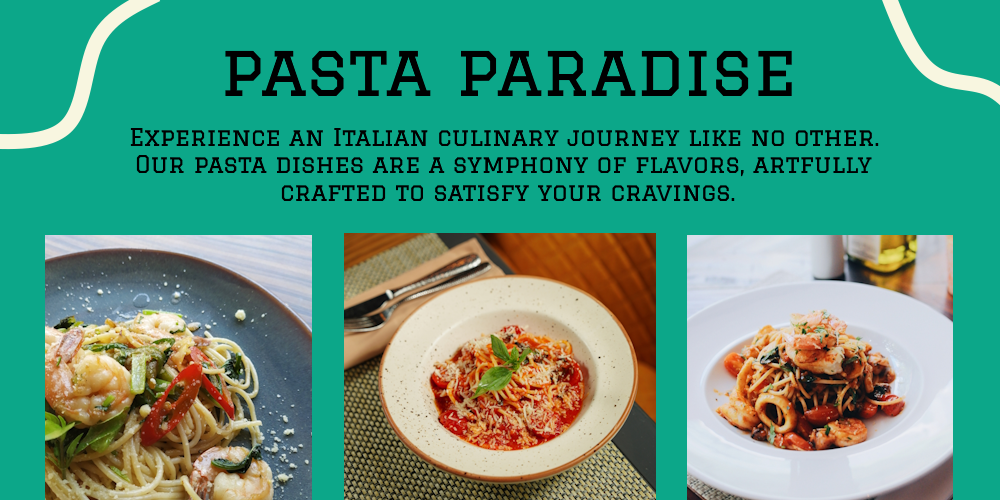 PASTA PARADISE
Experience an Italian culinary journey like no other.
Our pasta dishes are a symphony of flavors, artfully
crafted to satisfy your cravings.